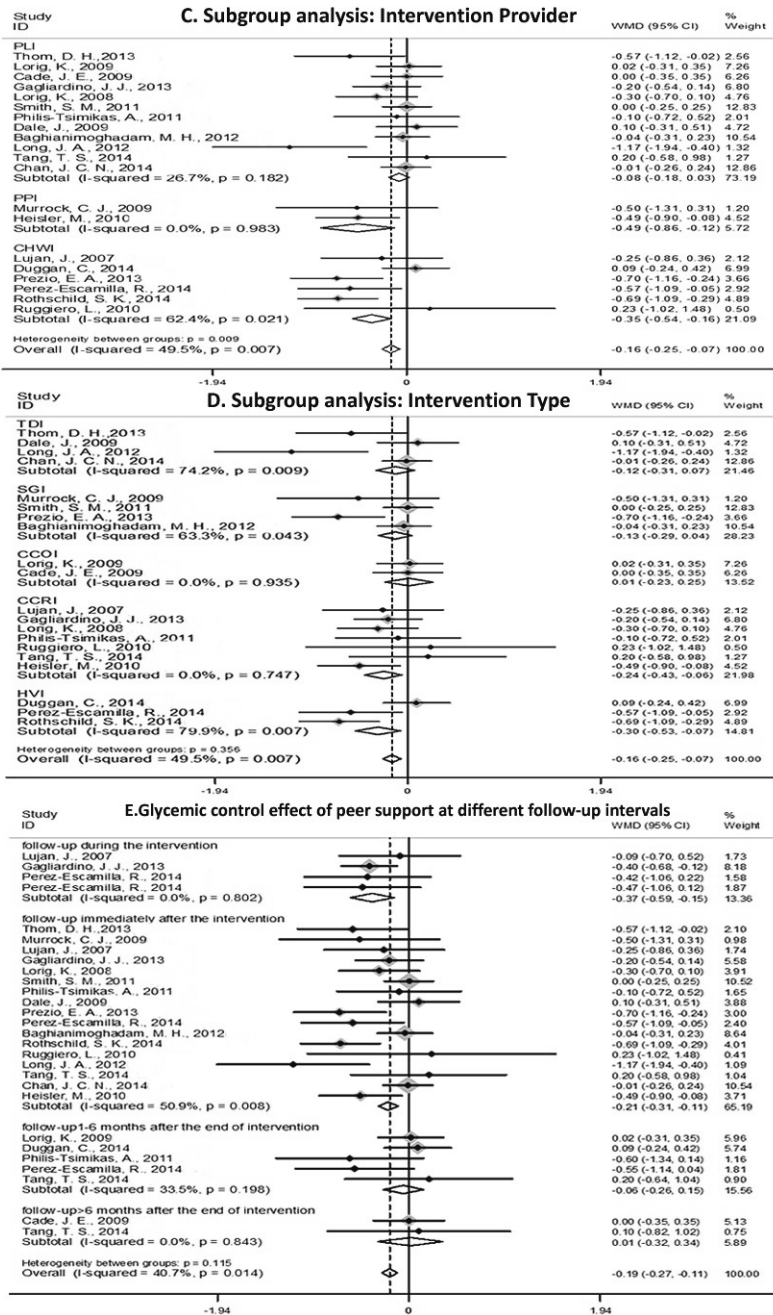 C. Subgroup analysis: Intervention Provider
Study ID WMD (95% CI) % Weight
PLI
Thom, D. H.,2013 -0.57 (-1.12, -0.02) 2.56
Lorig, K., 2009 0.02 (-0.31, 0.35) 7.26
Cade, J. E., 2009 0.00 (-0.35, 0.35) 6.26
Gagliardino, J. J., 2013 -0.20 (-0.54, 0.14) 6.80
Lorig, K., 2008 -0.30 (-0.70, 0.10) 4.76
Smith, S. M., 2011 0.00 (-0.25, 0.25) 12.83
Philis-Tsimikas, A., 2011 -0.10 (-0.72, 0.52) 2.01
Dale, J., 2009 0.10 (-0.31, 0.51) 4.72
Baghianimoghadam, M. H., 2012 -0.04 (-0.31, 0.23) 10.54
Long, J. A., 2012 -1.17 (-1.94, -0.40) 1.32
Tang, T. S., 2014 0.20 (-0.58, 0.98) 1.27
Chan, J. C. N., 2014 -0.01 (-0.26, 0.24) 12.86
Subtotal (I-squared = 26.7%, p = 0.182) -0.08 (-0.18, 0.03) 73.19
PPI
Murrock, C. J., 2009 -0.50 (-1.31, 0.31) 1.20
Heisler, M., 2010 -0.49 (-0.90, -0.08) 4.52
Subtotal (I-squared = 0.0%, p = 0.983) -0.49 (-0.86, -0.12) 5.72
CHWI
Lujan, J., 2007 -0.25 (-0.86, 0.36) 2.12
Duggan, C., 2014 0.09 (-0.24, 0.42) 6.99
Prezio, E. A., 2013 -0.70 (-1.16, -0.24) 3.66
Perez-Escamilla, R., 2014 -0.57 (-1.09, -0.05) 2.92
Rothschild, S. K., 2014 -0.69 (-1.09, -0.29) 4.89
Ruggiero, L., 2010 0.23 (-1.02, 1.48) 0.50
Subtotal (I-squared = 62.4%, p = 0.021) -0.35 (-0.54, -0.16) 21.09
Heterogeneity between groups: p = 0.009
Overall (I-squared = 49.5%, p = 0.007) -0.16 (-0.25, -0.07) 100.00
-1.94 0 1.94
D. Subgroup analysis: Intervention Type
Study ID WMD (95% CI) % Weight
TDI
Thom, D. H.,2013 -0.57 (-1.12, -0.02) 2.56
Dale, J., 2009 0.10 (-0.31, 0.51) 4.72
Long, J. A., 2012 -1.17 (-1.94, -0.40) 1.32
Chan, J. C. N., 2014 -0.01 (-0.26, 0.24) 12.86
Subtotal (I-squared = 74.2%, p = 0.009) -0.12 (-0.31, 0.07) 21.46
SGI
Murrock, C. J., 2009 -0.50 (-1.31, 0.31) 1.20
Smith, S. M., 2011 0.00 (-0.25, 0.25) 12.83
Prezio, E. A., 2013 -0.70 (-1.16, -0.24) 3.66
Baghianimoghadam, M. H., 2012 -0.04 (-0.31, 0.23) 10.54
Subtotal (I-squared = 63.3%, p = 0.043) -0.13 (-0.29, 0.04) 28.23
CCOI
Lorig, K., 2009 0.02 (-0.31, 0.35) 7.26
Cade, J. E., 2009 0.00 (-0.35, 0.35) 6.26
Subtotal (I-squared = 0.0%, p = 0.935) 0.01 (-0.23, 0.25) 13.52
CCRI
Lujan, J., 2007 -0.25 (-0.86, 0.36) 2.12
Gagliardino, J. J., 2013 -0.20 (-0.54, 0.14) 6.80
Long, K., 2008 -0.30 (-0.70, 0.10) 4.76
Philis-Tsimikas, A., 2011 -0.10 (-0.72, 0.52) 2.01
Ruggiero, L., 2010 0.23 (-1.02, 1.48) 0.50
Tang, T. S., 2014 0.20 (-0.58, 0.98) 1.27
Heisler, M., 2010 -0.49 (-0.90, -0.08) 4.52
Subtotal (I-squared = 0.0%, p = 0.747) -0.24 (-0.43, -0.06) 21.98
HVI
Duggan, C., 2014 0.09 (-0.24, 0.42) 6.99
Perez-Escamilla, R., 2014 -0.57 (-1.09, -0.05) 2.92
Rothschild, S. K., 2014 -0.69 (-1.09, -0.29) 4.89
Subtotal (I-squared = 79.9%, p = 0.007) -0.30 (-0.53, -0.07) 14.81
Heterogeneity between groups: p = 0.356
Overall (I-squared = 49.5%, p = 0.007) -0.16 (-0.25, -0.07) 100.00
-1.94 0 1.94
E.Glycemic control effect of peer support at different follow-up intervals
Study ID WMD (95% CI) % Weight
follow-up during the intervention
Lujan, J., 2007 -0.09 (-0.70, 0.52) 1.73
Gagliardino, J. J., 2013 -0.40 (-0.68, -0.12) 8.18
Perez-Escamilla, R., 2014 -0.42 (-1.06, 0.22) 1.58
Perez-Escamilla, R., 2014 -0.47 (-1.06, 0.12) 1.87
Subtotal (I-squared = 0.0%, p = 0.802) -0.37 (-0.59, -0.15) 13.36
follow-up immediately after the intervention
Thom, D. H.,2013 -0.57 (-1.12, -0.02) 2.10
Murrock, C. J., 2009 -0.50 (-1.31, 0.31) 0.98
Lujan, J., 2007 -0.25 (-0.86, 0.36) 1.74
Gagliardino, J. J., 2013 -0.20 (-0.54, 0.14) 5.58
Lorig, K., 2008 -0.30 (-0.70, 0.10) 3.91
Smith, S. M., 2011 0.00 (-0.25, 0.25) 10.52
Philis-Tsimikas, A., 2011 -0.10 (-0.72, 0.52) 1.65
Dale, J., 2009 0.10 (-0.31, 0.51) 3.88
Prezio, E. A., 2013 -0.70 (-1.16, -0.24) 3.00
Perez-Escamilla, R., 2014 -0.57 (-1.09, -0.05) 2.40
Baghianimoghadam, M. H., 2012 -0.04 (-0.31, 0.23) 8.64
Rothschild, S. K., 2014 -0.69 (-1.09, -0.29) 4.01
Ruggiero, L., 2010 0.23 (-1.02, 1.48) 0.41
Long, J. A., 2012 -1.17 (-1.94, -0.40) 1.09
Tang, T. S., 2014 0.20 (-0.58, 0.98) 1.04
Chan, J. C. N., 2014 -0.01 (-0.26, 0.24) 10.54
Heisler, M., 2010 -0.49 (-0.90, -0.08) 3.71
Subtotal (I-squared = 50.9%, p = 0.008) -0.21 (-0.31, -0.11) 65.19
follow-up1-6 months after the end of intervention
Lorig, K., 2009 0.02 (-0.31, 0.35) 5.96
Duggan, C., 2014 0.09 (-0.24, 0.42) 5.74
Philis-Tsimikas, A., 2011 -0.60 (-1.34, 0.14) 1.16
Perez-Escamilla, R., 2014 -0.55 (-1.14, 0.04) 1.81
Tang, T. S., 2014 0.20 (-0.64, 1.04) 0.90
Subtotal (I-squared = 33.5%, p = 0.198) -0.06 (-0.26, 0.15) 15.56
follow-up>6 months after the end of intervention
Cade, J. E., 2009 0.00 (-0.35, 0.35) 5.13
Tang, T. S., 2014 0.10 (-0.82, 1.02) 0.75
Subtotal (I-squared = 0.0%, p = 0.843) 0.01 (-0.32, 0.34) 5.89
Heterogeneity between groups: p = 0.115
Overall (I-squared = 40.7%, p = 0.014) -0.19 (-0.27, -0.11) 100.00
-1.94 0 1.94